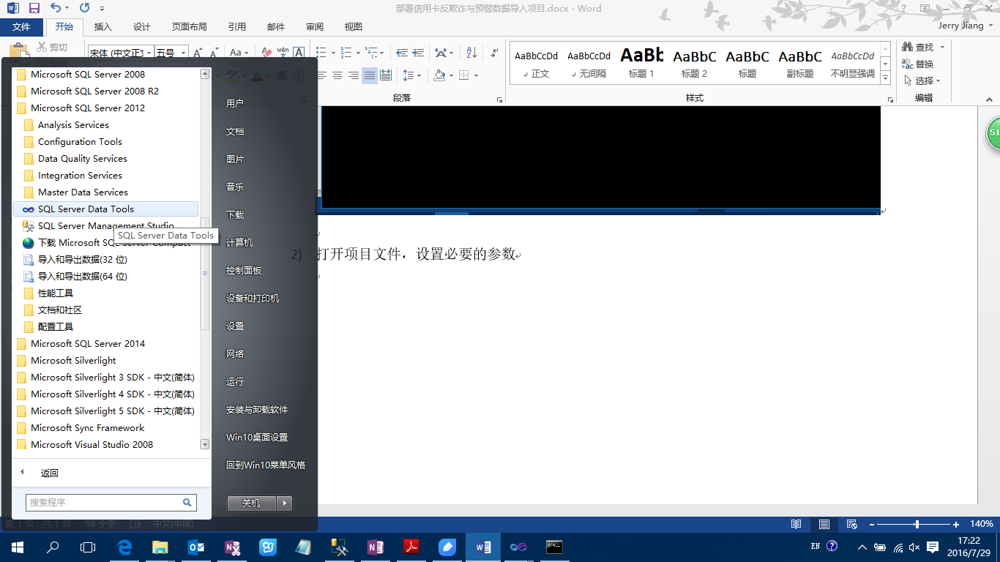 部署信用卡反欺诈与预警数据导入项目.docx - Word
文件 开始 插入 设计 页面布局 引用 邮件 审阅 视图 Jerry Jiang
剪切
宋体 (中文正 五号 A A Aa wén A
查找
替换
选择
AaBbCcDd AaBbCcDd AaBb AaBbC AaBbC AaBbC AaBbCcDd
正文 无间隔 标题 1 标题 2 标题 副标题 不明显强调
段落 样式 编辑
Microsoft SQL Server 2008
Microsoft SQL Server 2008 R2
Microsoft SQL Server 2012
Analysis Services
Configuration Tools
Data Quality Services
Integration Services
Master Data Services
SQL Server Data Tools
SQL Server Management Studio
SQL Server Data Tools
下载 Microsoft SQL Server Compact
导入和导出数据(32 位)
导入和导出数据(64 位)
性能工具
文档和社区
配置工具
Microsoft SQL Server 2014
Microsoft Silverlight
Microsoft Silverlight 3 SDK - 中文(简体)
Microsoft Silverlight 4 SDK - 中文(简体)
Microsoft Silverlight 5 SDK - 中文(简体)
Microsoft Sync Framework
Microsoft Visual Studio 2008
返回
搜索程序
用户
文档
图片
音乐
下载
计算机
控制面板
设备和打印机
设置
网络
运行
安装与卸载软件
Win10桌面设置
回到Win10菜单风格
关机
2) 打开项目文件，设置必要的参数
51
第 1 页，共 1 页 58 个字 中文(中国)
140%
EN
17:22
2016/7/29